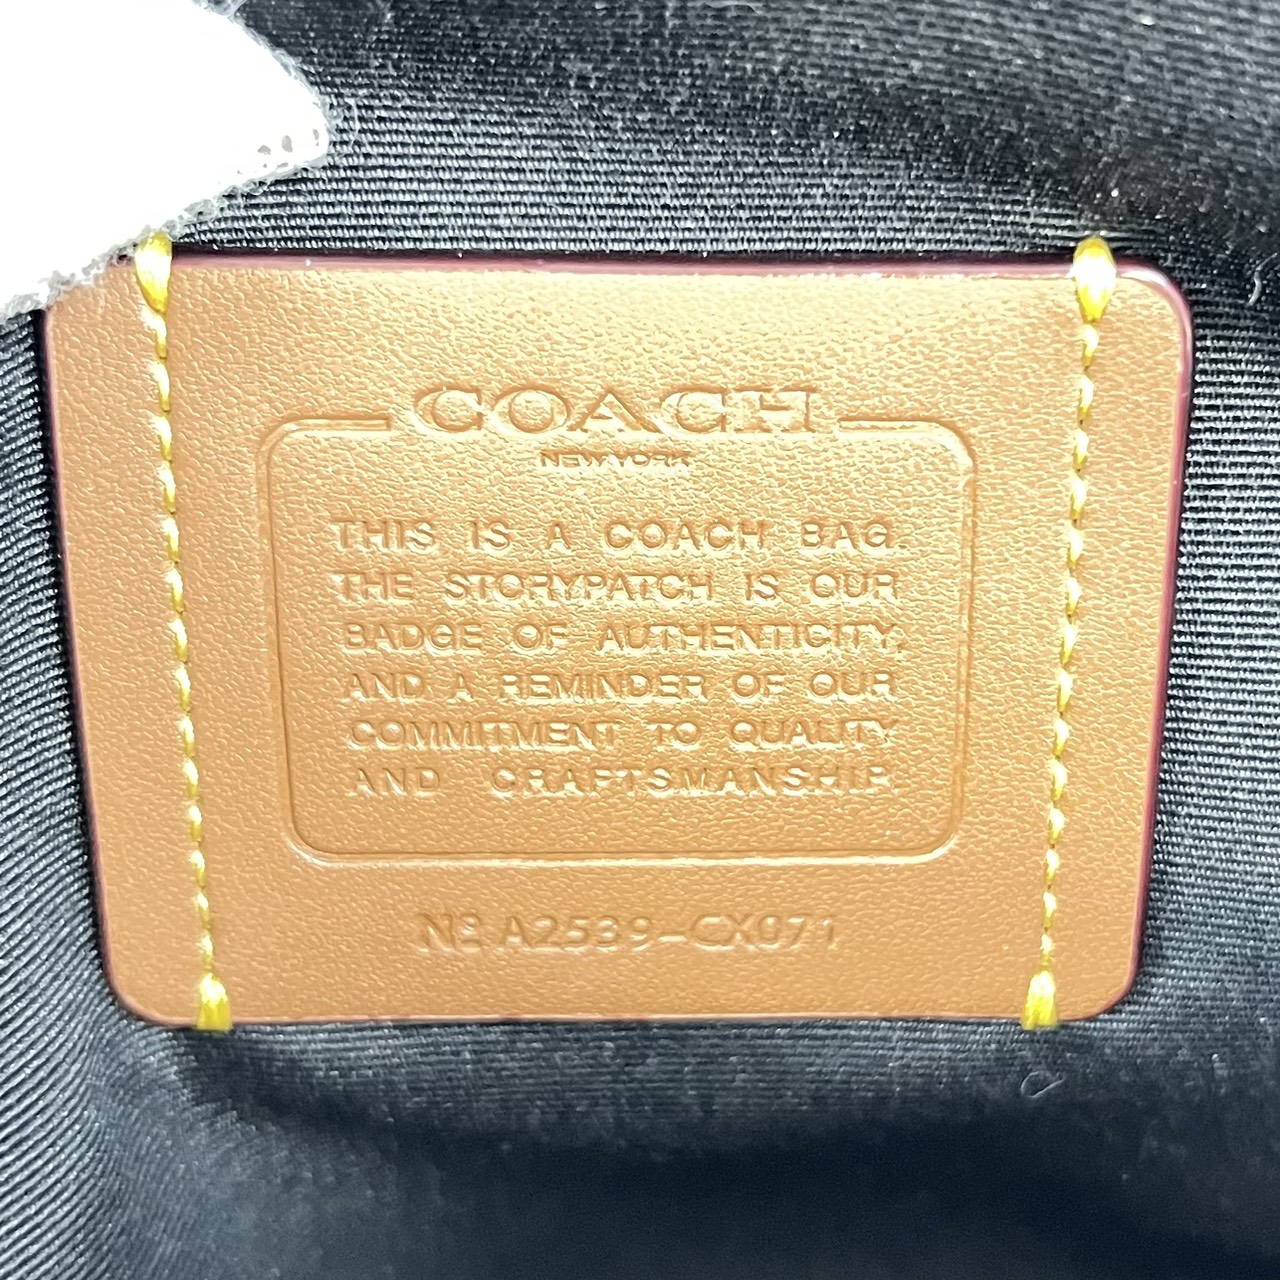 COACH
NEW YORK
THIS IS A COACH BAG.
THE STORYPATCH IS OUR
BADGE OF AUTHENTICITY,
AND A REMINDER OF OUR
COMMITMENT TO QUALITY
AND CRAFTSMANSHIP.
Nº A2539-CX071